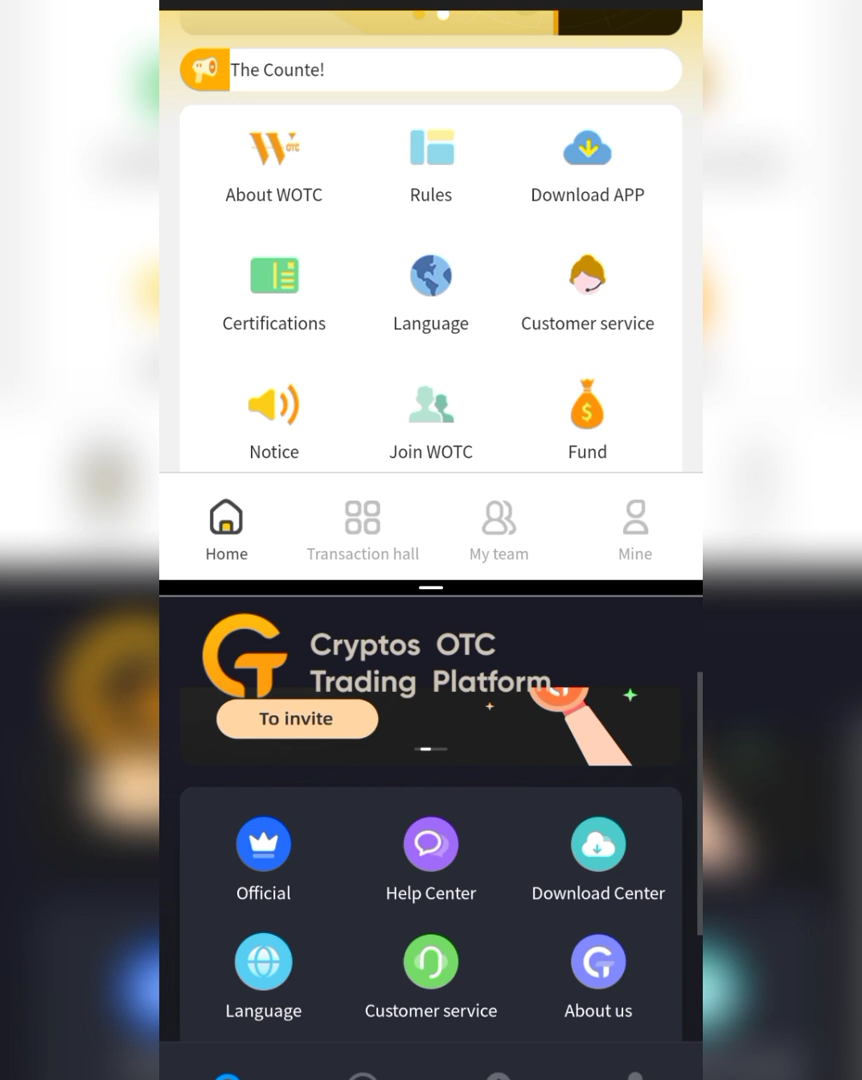 The Counte!
OTC
About WOTC
Rules
Download APP
Certifications
Language
Customer service
Notice
Join WOTC
Fund
Home
Transaction hall
My team
Mine
Cryptos OTC
Trading Platform
To invite
Official
Help Center
Download Center
Language
Customer service
About us